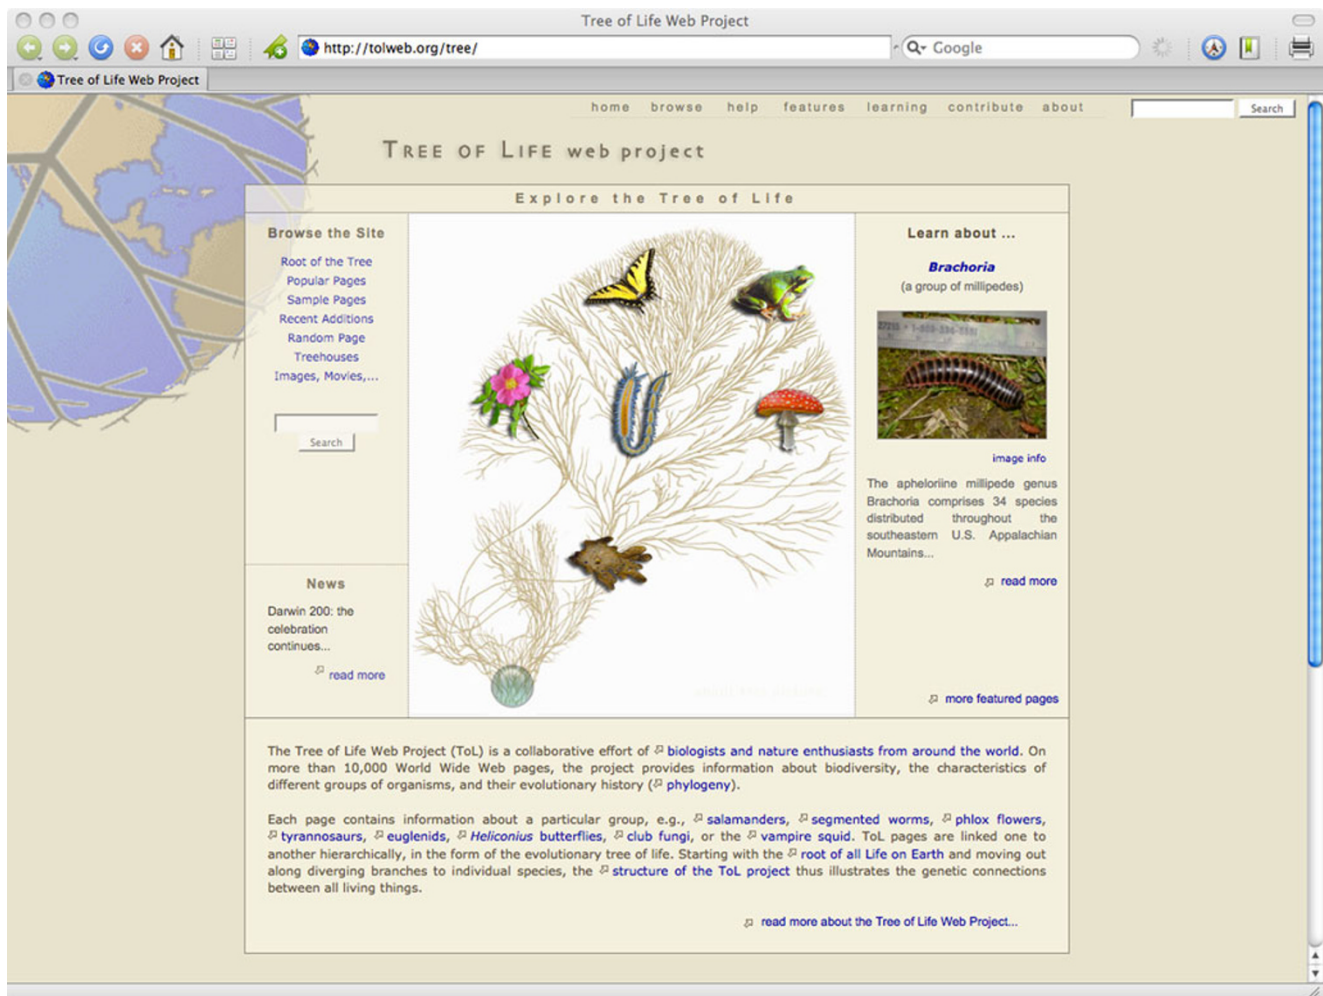 Tree of Life Web Project
http://tolweb.org/tree/
Google
Tree of Life Web Project
home browse help features learning contribute about
Search
TREE OF LIFE web project
Explore the Tree of Life
Browse the Site
Root of the Tree
Popular Pages
Sample Pages
Recent Additions
Random Page
Treehouses
Images, Movies,...
Search
News
Darwin 200: the
celebration
continues...
read more
Learn about ...
Brachoria
(a group of millipedes)
image info
The apheloriine millipede genus
Brachoria comprises 34 species
distributed throughout the
southeastern U.S. Appalachian
Mountains...
read more
more featured pages
The Tree of Life Web Project (ToL) is a collaborative effort of biologists and nature enthusiasts from around the world. On
more than 10,000 World Wide Web pages, the project provides information about biodiversity, the characteristics of
different groups of organisms, and their evolutionary history (phylogeny).
Each page contains information about a particular group, e.g., salamanders, segmented worms, phlox flowers,
tyrannosaurs, euglenids, Heliconius butterflies, club fungi, or the vampire squid. ToL pages are linked one to
another hierarchically, in the form of the evolutionary tree of life. Starting with the root of all Life on Earth and moving out
along diverging branches to individual species, the structure of the ToL project thus illustrates the genetic connections
between all living things.
read more about the Tree of Life Web Project...